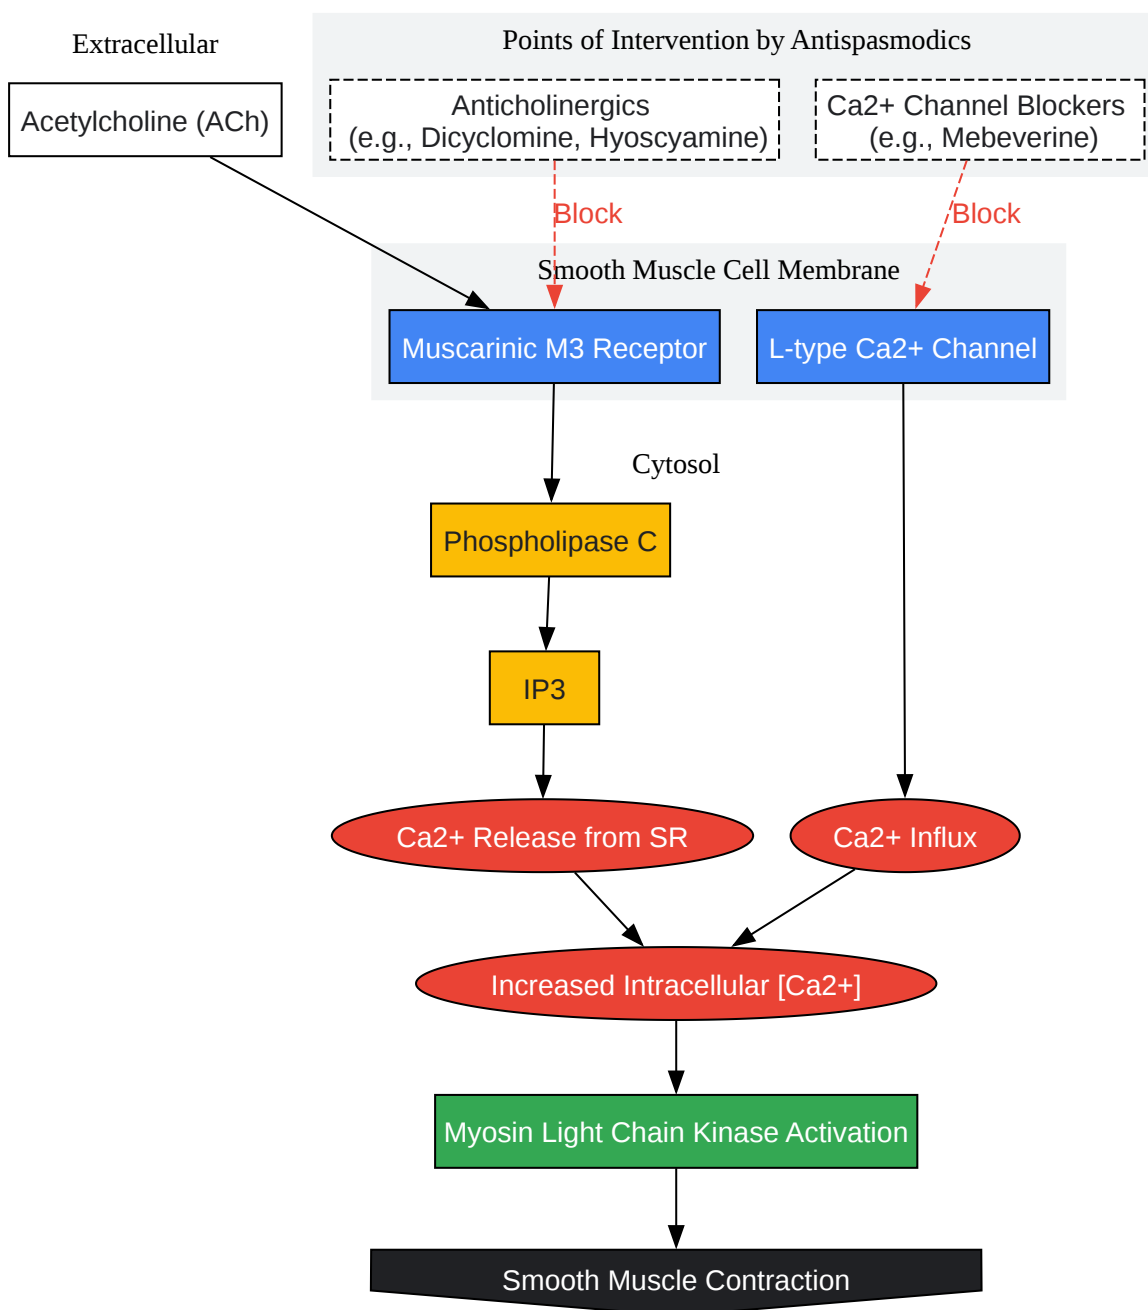 Extracellular
Points of Intervention by Antispasmodics
Acetylcholine (ACh)
Anticholinergics
(e.g., Dicyclomine, Hyoscyamine)
Ca2+ Channel Blockers
(e.g., Mebeverine)
Block
Block
Smooth Muscle Cell Membrane
Muscarinic M3 Receptor
L-type Ca2+ Channel
Cytosol
Phospholipase C
IP3
Ca2+ Release from SR
Ca2+ Influx
Increased Intracellular [Ca2+]
Myosin Light Chain Kinase Activation
Smooth Muscle Contraction